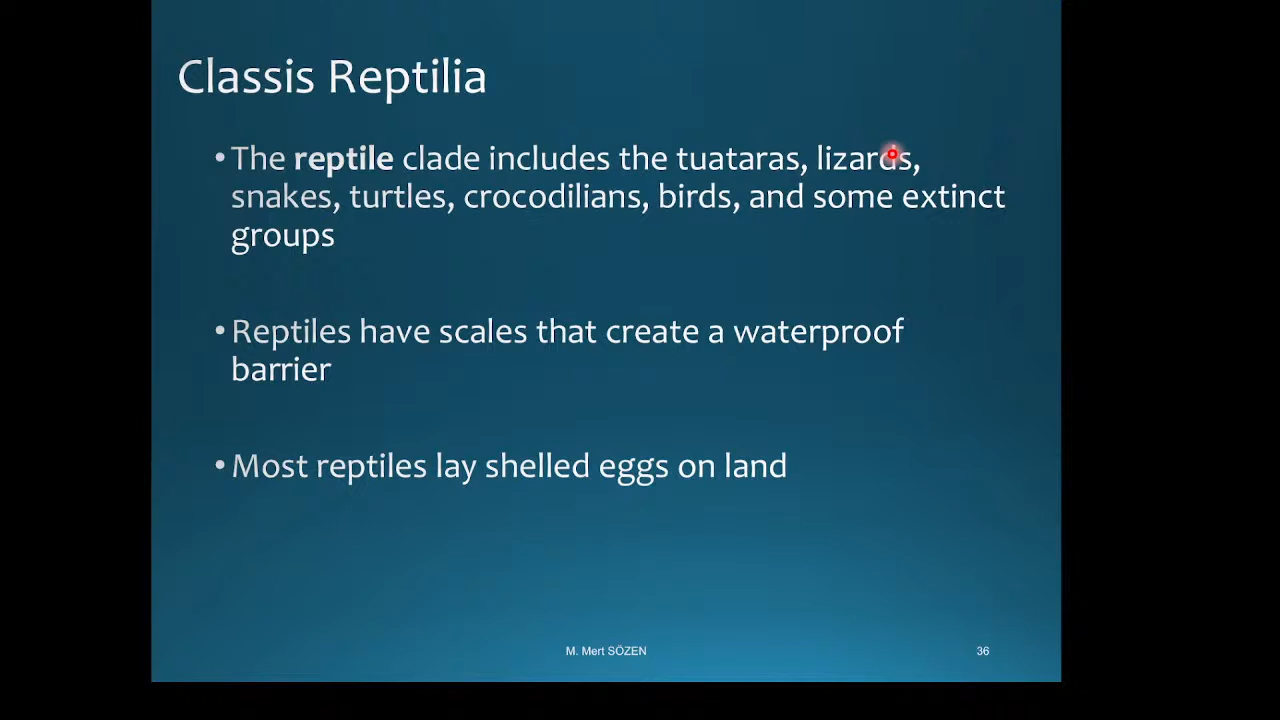 Classis Reptilia
•The reptile clade includes the tuataras, lizards,
snakes, turtles, crocodilians, birds, and some extinct
groups
•Reptiles have scales that create a waterproof
barrier
•Most reptiles lay shelled eggs on land
M. Mert SÖZEN
36